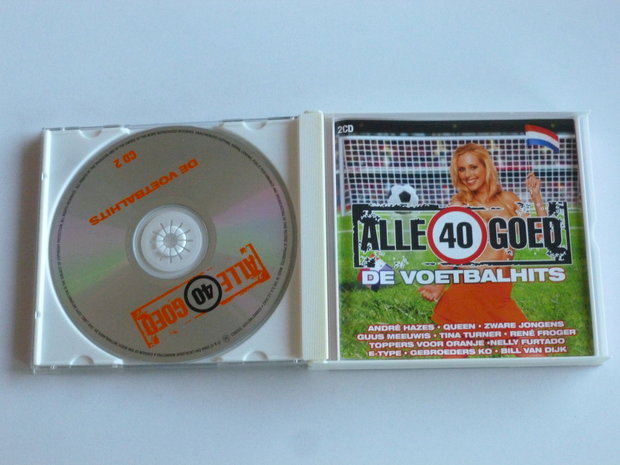 DE VOETBALHITS
CD 2
ALLE 40 GOED
2CD
ALLE 40 GOED
DE VOETBALHITS
ANDRÉ HAZES • QUEEN • ZWARE JONGENS
GUUS MEEUWIS • TINA TURNER • RENÉ FROGER
TOPPERS VOOR ORANJE • NELLY FURTADO
E-TYPE • GEBROEDERS KO • BILL VAN DIJK